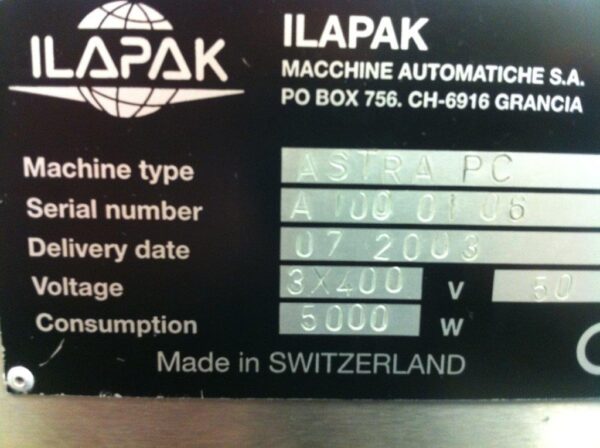 ILAPAK
ILAPAK
MACCHINE AUTOMATICHE S.A.
PO BOX 756. CH-6916 GRANCIA
Machine type ASTRA PC
Serial number A 100 01 06
Delivery date 07 2003
Voltage 3X400 V 50
Consumption 5000 W
Made in SWITZERLAND